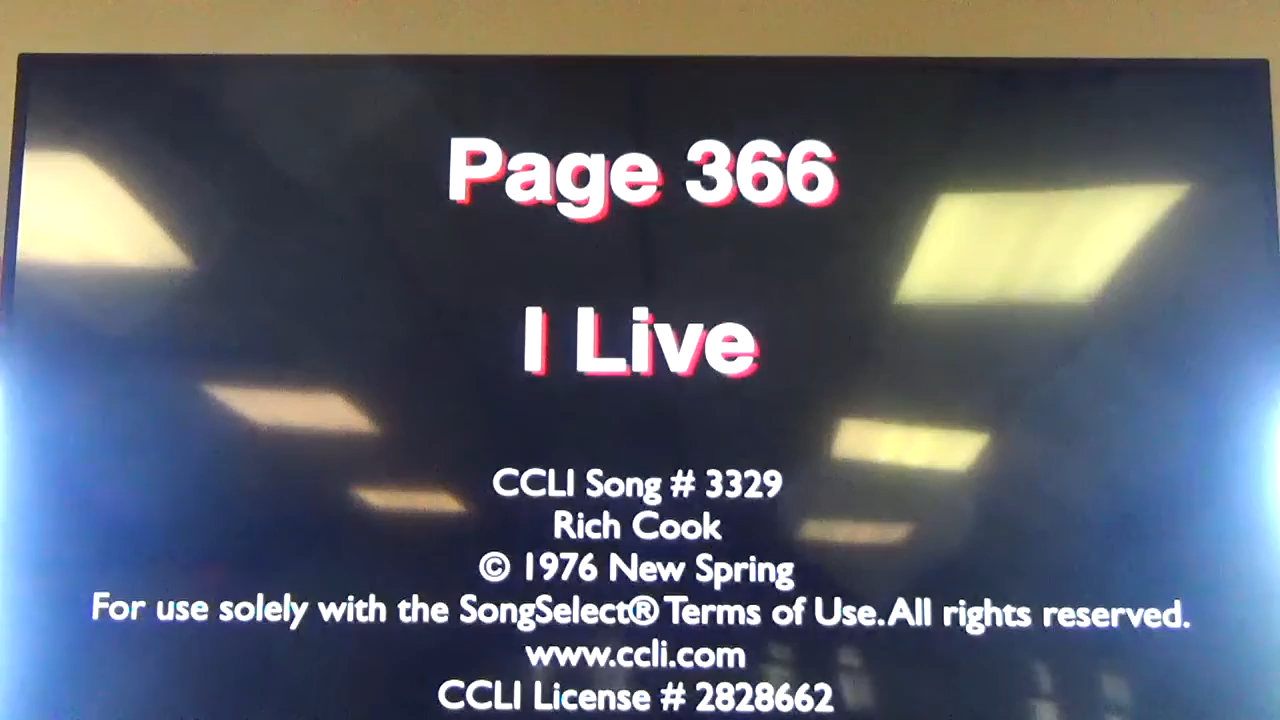 Page 366
I Live
CCLI Song # 3329
Rich Cook
© 1976 New Spring
For use solely with the SongSelect® Terms of Use. All rights reserved.
www.ccli.com
CCLI License # 2828662